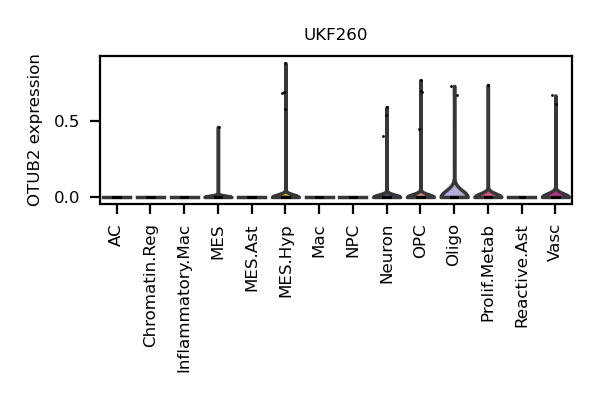 UKF260
OTUB2 expression
0.5
0.0
AC
Chromatin.Reg
Inflammatory.Mac
MES
MES.Ast
MES.Hyp
Mac
NPC
Neuron
OPC
Oligo
Prolif.Metab
Reactive.Ast
Vasc